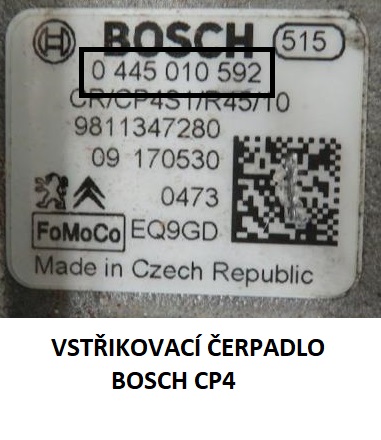 BOSCH 515
0 445 010 592
CR/CP4S1/R45/10
9811347280
09 170530
0473
FoMoCo EQ9GD
Made in Czech Republic
VSTŘIKOVACÍ ČERPADLO
BOSCH CP4